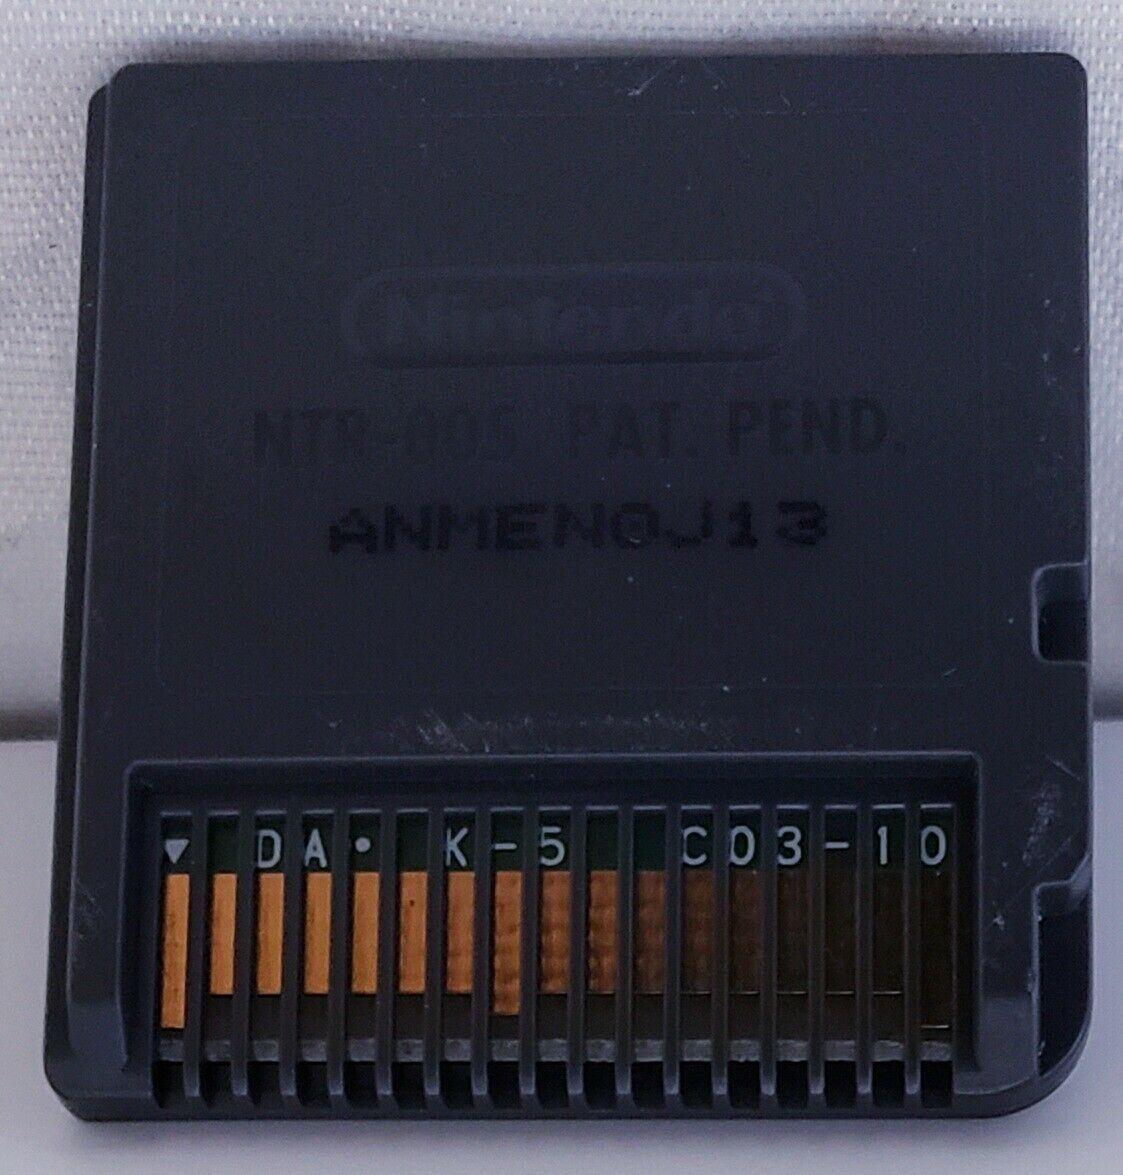 Nintendo
NTR-005 PAT. PEND.
ANMEN0J13
▼ DA• K-5 C03-10